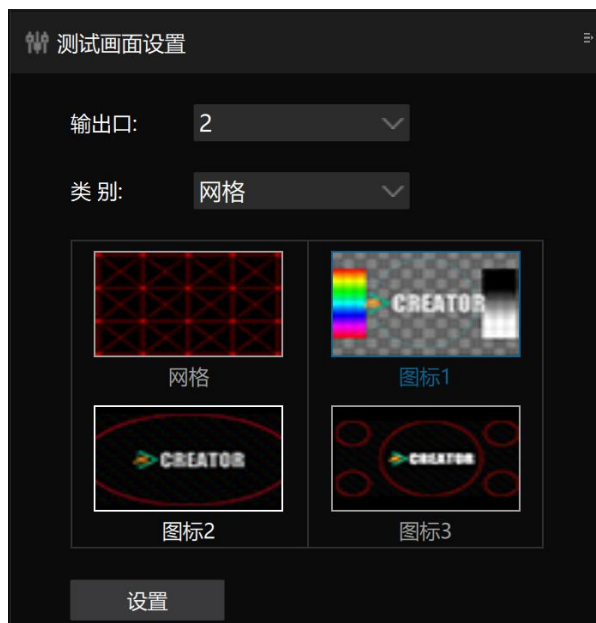 测试画面设置
输出口: 2
类 别: 网格
CREATOR
网格 图标1
CREATOR CREATOR
图标2 图标3
设置